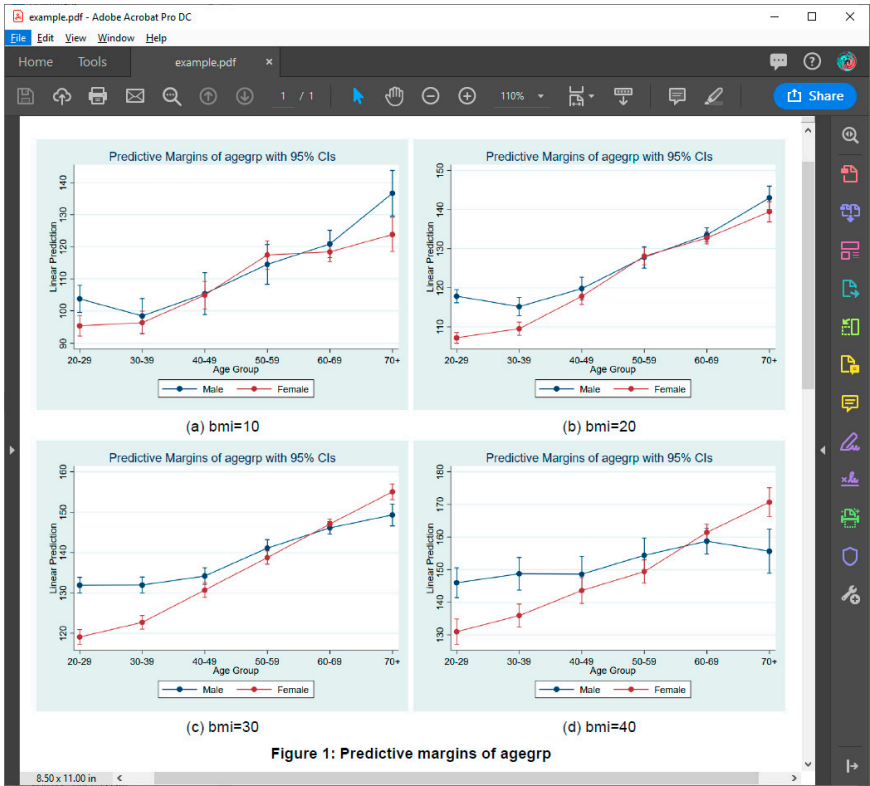 example.pdf - Adobe Acrobat Pro DC
File Edit View Window Help
Home Tools example.pdf ×
1 / 1 110% Share
Predictive Margins of agegrp with 95% CIs
Linear Prediction
140
130
120
110
100
90
20-29 30-39 40-49 50-59 60-69 70+
Age Group
Male Female
(a) bmi=10
Predictive Margins of agegrp with 95% CIs
Linear Prediction
150
140
130
120
110
20-29 30-39 40-49 50-59 60-69 70+
Age Group
Male Female
(b) bmi=20
Predictive Margins of agegrp with 95% CIs
Linear Prediction
160
150
140
130
120
20-29 30-39 40-49 50-59 60-69 70+
Age Group
Male Female
(c) bmi=30
Predictive Margins of agegrp with 95% CIs
Linear Prediction
180
170
160
150
140
130
20-29 30-39 40-49 50-59 60-69 70+
Age Group
Male Female
(d) bmi=40
Figure 1: Predictive margins of agegrp
8.50 x 11.00 in